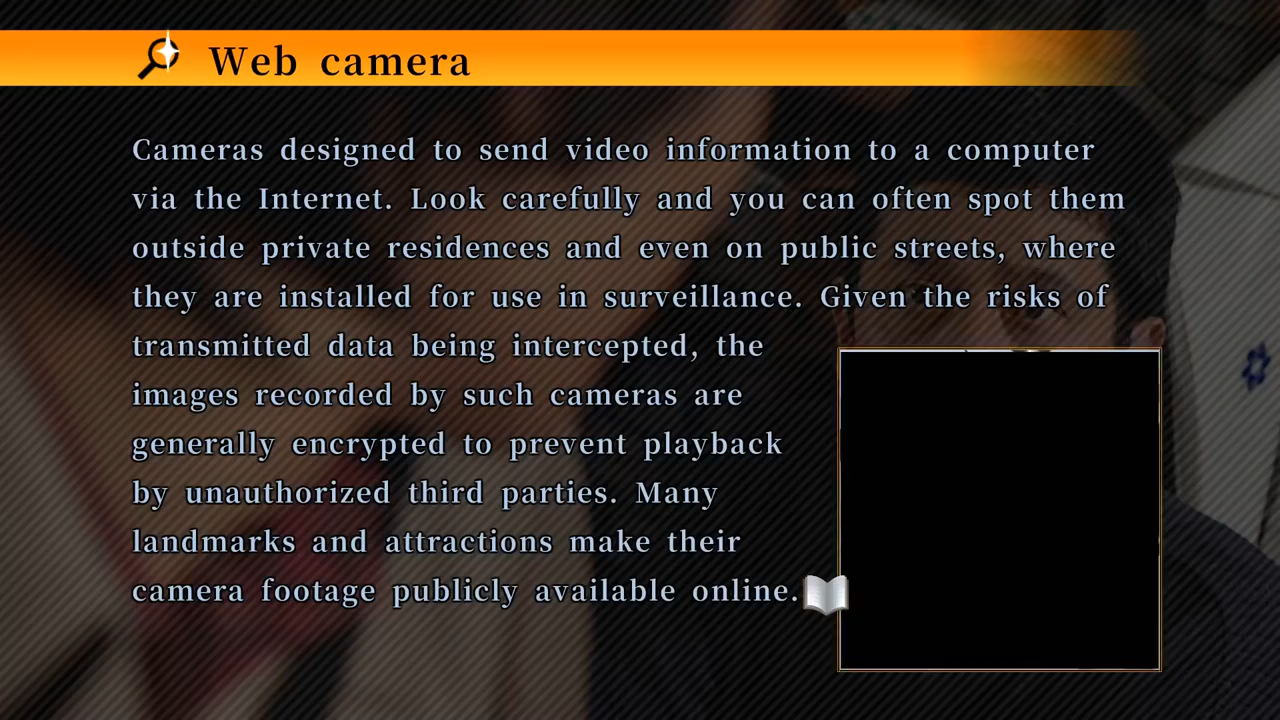 Web camera
Cameras designed to send video information to a computer
via the Internet. Look carefully and you can often spot them
outside private residences and even on public streets, where
they are installed for use in surveillance. Given the risks of
transmitted data being intercepted, the
images recorded by such cameras are
generally encrypted to prevent playback
by unauthorized third parties. Many
landmarks and attractions make their
camera footage publicly available online.